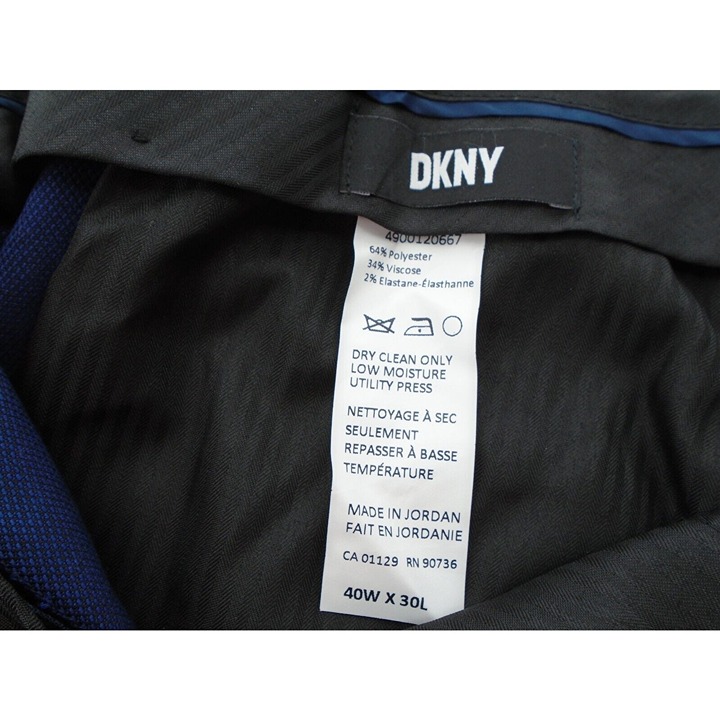 DKNY
4900120667
64% Polyester
34% Viscose
2% Elastane-Élasthanne
DRY CLEAN ONLY
LOW MOISTURE
UTILITY PRESS
NETTOYAGE À SEC
SEULEMENT
REPASSER À BASSE
TEMPÉRATURE
MADE IN JORDAN
FAIT EN JORDANIE
CA 01129 RN 90736
40W X 30L